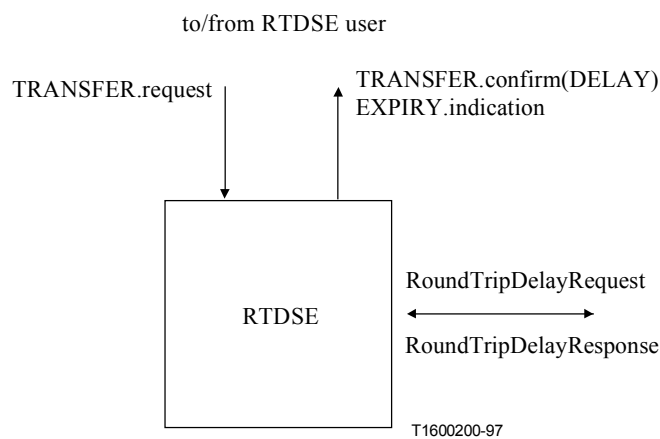 to/from RTDSE user
TRANSFER.request
TRANSFER.confirm(DELAY)
EXPIRY.indication
RTDSE
RoundTripDelayRequest
RoundTripDelayResponse
T1600200-97